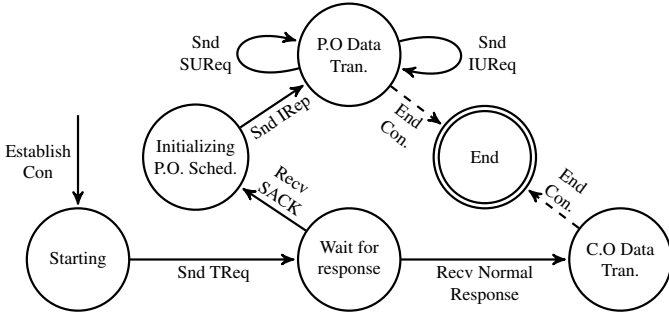 Snd
SUReq
P.O Data
Tran.
Snd
IUReq
Establish
Con
Initializing
P.O. Sched.
Snd IRep
End
Con.
End
Recv
SACK
End
Con.
Starting
Snd TReq
Wait for
response
Recv Normal
Response
C.O Data
Tran.